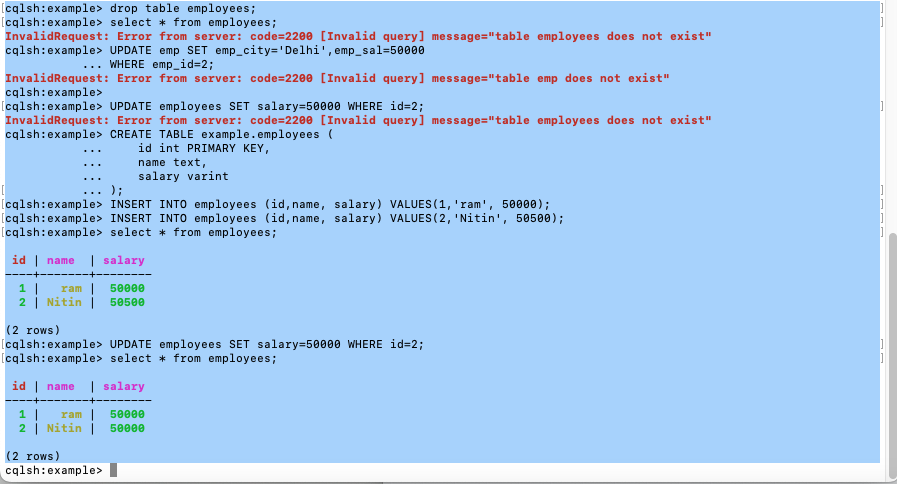 cqlsh:example> drop table employees;
cqlsh:example> select * from employees;
InvalidRequest: Error from server: code=2200 [Invalid query] message="table employees does not exist"
cqlsh:example> UPDATE emp SET emp_city='Delhi',emp_sal=50000
           ... WHERE emp_id=2;
InvalidRequest: Error from server: code=2200 [Invalid query] message="table emp does not exist"
cqlsh:example>
cqlsh:example> UPDATE employees SET salary=50000 WHERE id=2;
InvalidRequest: Error from server: code=2200 [Invalid query] message="table employees does not exist"
cqlsh:example> CREATE TABLE example.employees (
           ...     id int PRIMARY KEY,
           ...     name text,
           ...     salary varint
           ... );
cqlsh:example> INSERT INTO employees (id,name, salary) VALUES(1,'ram', 50000);
cqlsh:example> INSERT INTO employees (id,name, salary) VALUES(2,'Nitin', 50500);
cqlsh:example> select * from employees;
 id | name  | salary
----+-------+--------
  1 |   ram |  50000
  2 | Nitin |  50500
(2 rows)
cqlsh:example> UPDATE employees SET salary=50000 WHERE id=2;
cqlsh:example> select * from employees;
 id | name  | salary
----+-------+--------
  1 |   ram |  50000
  2 | Nitin |  50000
(2 rows)
cqlsh:example>